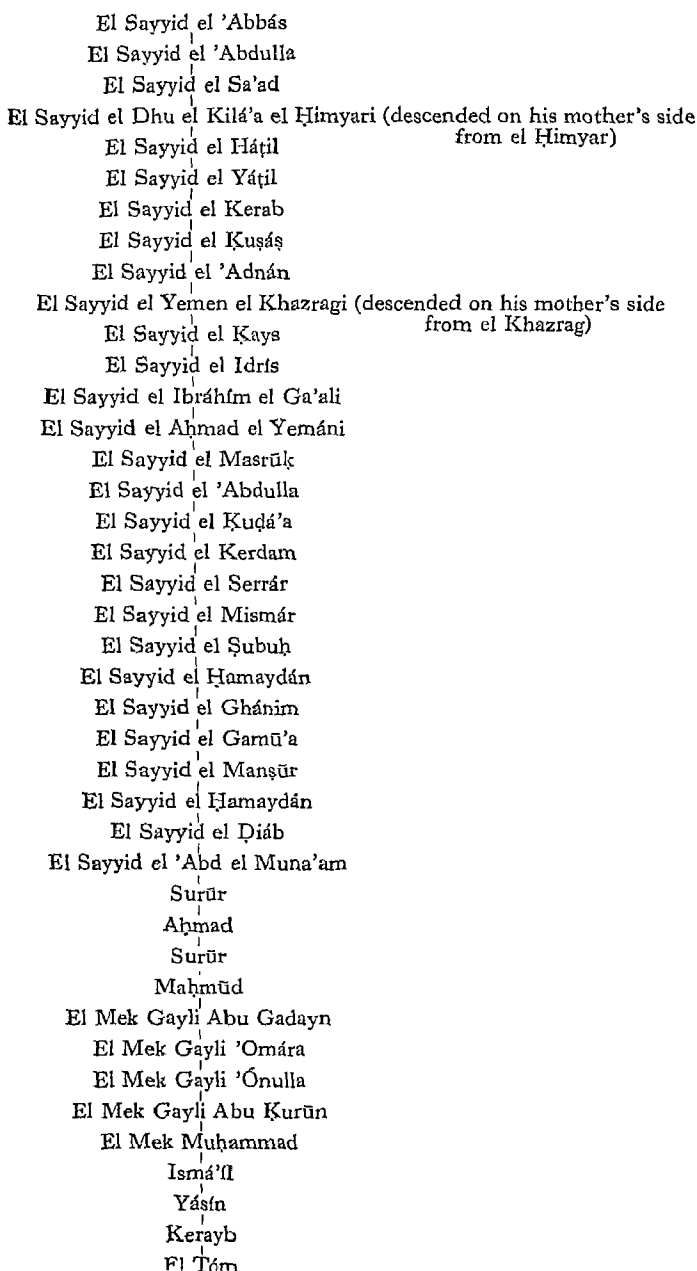 El Sayyid el 'Abbás
El Sayyid el 'Abdulla
El Sayyid el Sa'ad
El Sayyid el Dhu el Kilá'a el Ḥimyari (descended on his mother's side
from el Ḥimyar)
El Sayyid el Háṭil
El Sayyid el Yáṭil
El Sayyid el Kerab
El Sayyid el Ḳuṣáṣ
El Sayyid el 'Adnán
El Sayyid el Yemen el Khazragi (descended on his mother's side
from el Khazrag)
El Sayyid el Ḳays
El Sayyid el Idrís
El Sayyid el Ibráhím el Ga'ali
El Sayyid el Aḥmad el Yemáni
El Sayyid el Masrūḳ
El Sayyid el 'Abdulla
El Sayyid el Ḳuḍá'a
El Sayyid el Kerdam
El Sayyid el Serrár
El Sayyid el Mismár
El Sayyid el Ṣubuḥ
El Sayyid el Ḥamaydán
El Sayyid el Ghánim
El Sayyid el Gamū'a
El Sayyid el Manṣūr
El Sayyid el Ḥamaydán
El Sayyid el Ḍiáb
El Sayyid el 'Abd el Muna'am
Surūr
Aḥmad
Surūr
Maḥmūd
El Mek Gayli Abu Gadayn
El Mek Gayli 'Omára
El Mek Gayli 'Ónulla
El Mek Gayli Abu Ḳurūn
El Mek Muḥammad
Ismá'íl
Yásín
Kerayb
El Tóm